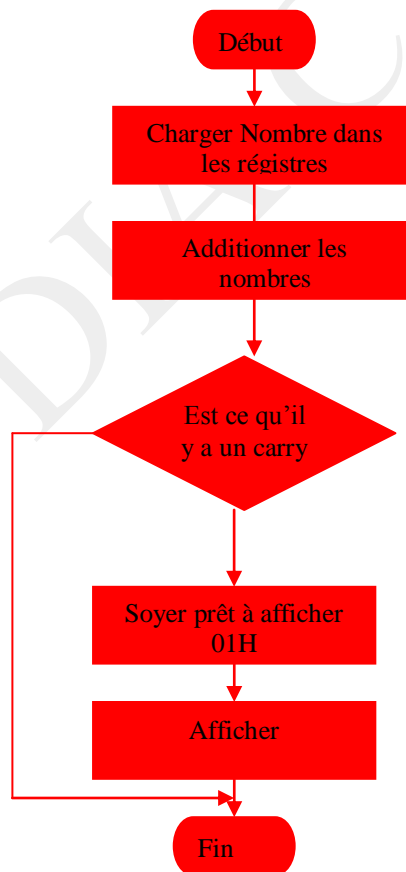 Début
Charger Nombre dans
les régistres
Additionner les
nombres
Est ce qu'il
y a un carry
Soyer prêt à afficher
01H
Afficher
Fin